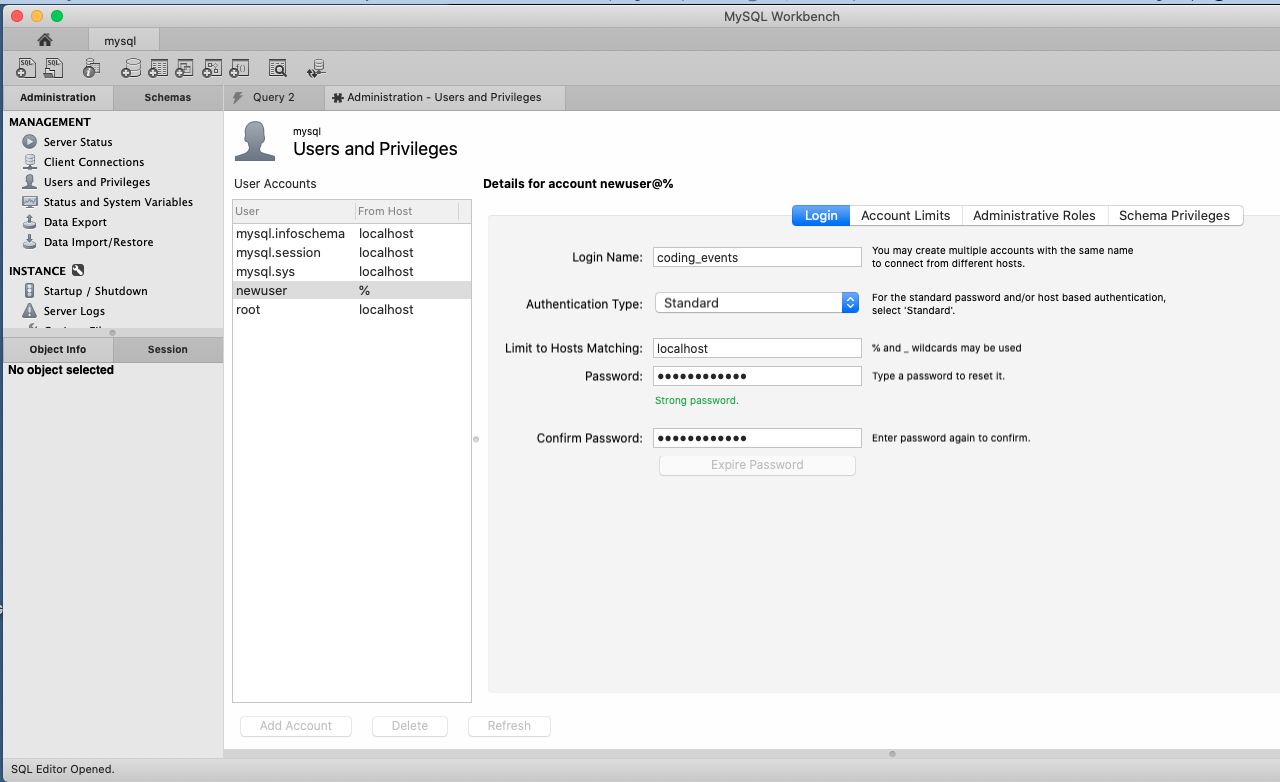 MySQL Workbench
mysql
Administration
Schemas
Query 2
Administration - Users and Privileges
MANAGEMENT
Server Status
Client Connections
Users and Privileges
Status and System Variables
Data Export
Data Import/Restore
INSTANCE
Startup / Shutdown
Server Logs
Object Info
Session
No object selected
mysql
Users and Privileges
User Accounts
User From Host
mysql.infoschema localhost
mysql.session localhost
mysql.sys localhost
newuser %
root localhost
Add Account
Delete
Refresh
Details for account newuser@%
Login
Account Limits
Administrative Roles
Schema Privileges
Login Name: coding_events
You may create multiple accounts with the same name
to connect from different hosts.
Authentication Type: Standard
For the standard password and/or host based authentication,
select 'Standard'.
Limit to Hosts Matching: localhost
% and _ wildcards may be used
Password: ●●●●●●●●●●●●
Type a password to reset it.
Strong password.
Confirm Password: ●●●●●●●●●●●●
Enter password again to confirm.
Expire Password
SQL Editor Opened.